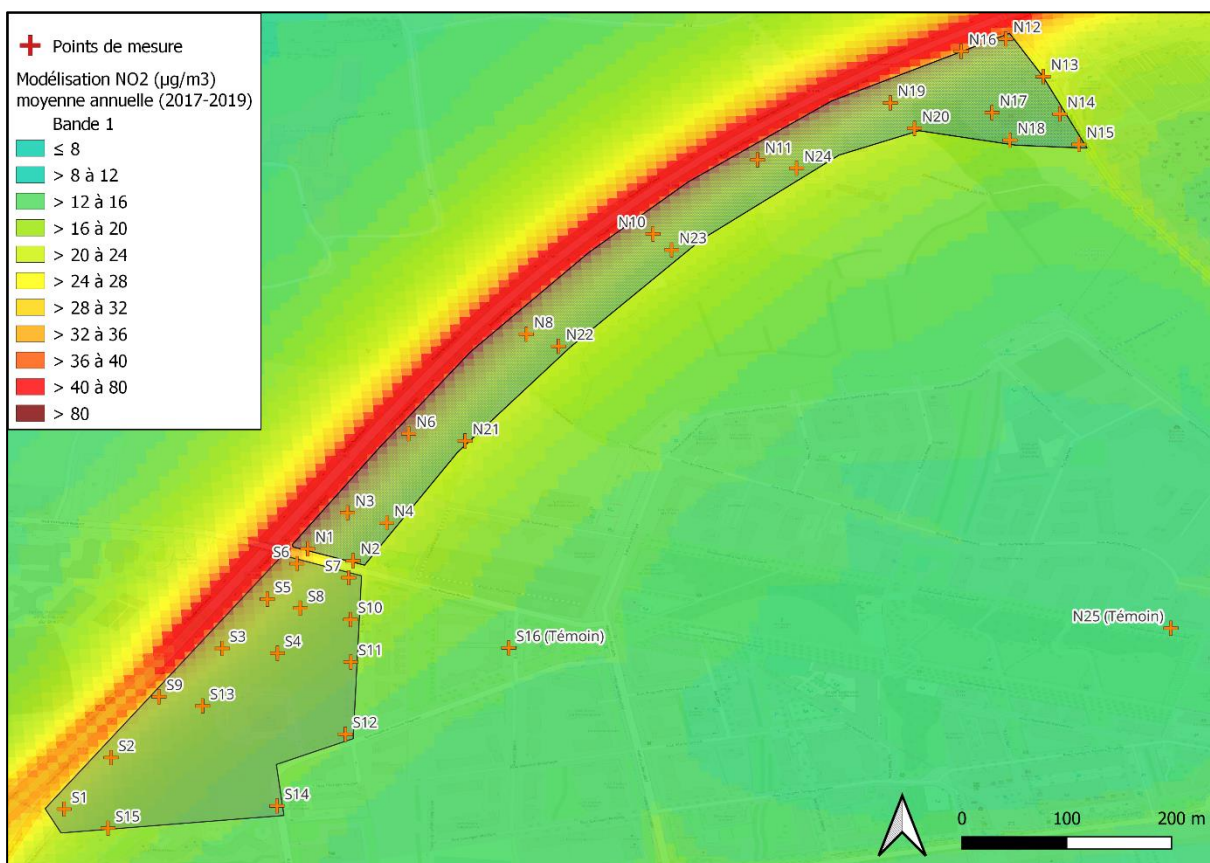 Points de mesure
Modélisation NO2 (µg/m3)
moyenne annuelle (2017-2019)
Bande 1
≤ 8
> 8 à 12
> 12 à 16
> 16 à 20
> 20 à 24
> 24 à 28
> 28 à 32
> 32 à 36
> 36 à 40
> 40 à 80
> 80
N12
N16
N13
N19
N17
N14
N20
N18
N15
N11
N24
N10
N23
N8
N22
N6
N21
N3
N4
N1
N2
S6
S7
S5
S8
S10
S3
S4
S11
S16 (Témoin)
N25 (Témoin)
S9
S13
S12
S2
S1
S14
S15
0 100 200 m